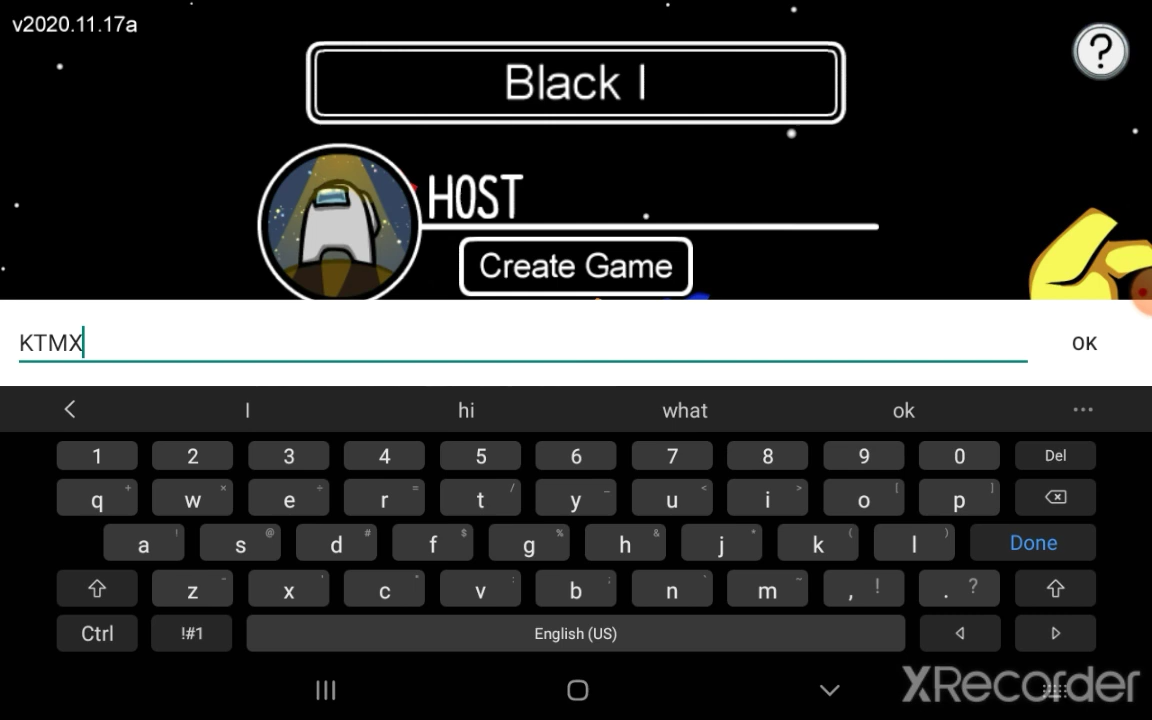 v2020.11.17a
?
Black I
HOST
Create Game
KTMX
OK
I hi what ok ...
1 2 3 4 5 6 7 8 9 0 Del
q + w × e ÷ r = t / y _ u < i > o [ p ]
a ! s @ d # f $ g % h & j * k ( l ) Done
z - x ' c " v : b ; n ` m , ! . ?
Ctrl !#1 English (US)
XRecorder